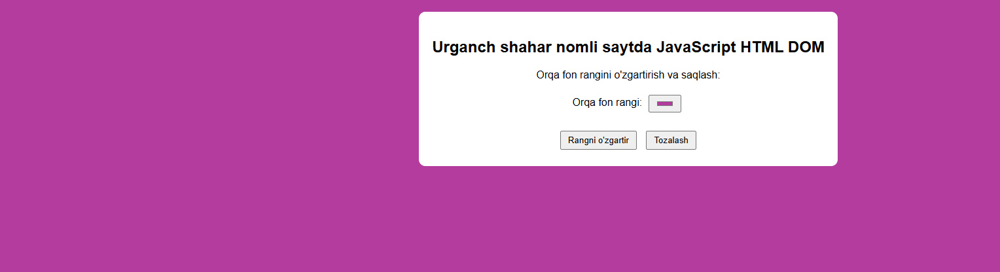 Urganch shahar nomli saytda JavaScript HTML DOM
Orqa fon rangini o'zgartirish va saqlash:
Orqa fon rangi:
Rangni o'zgartir Tozalash